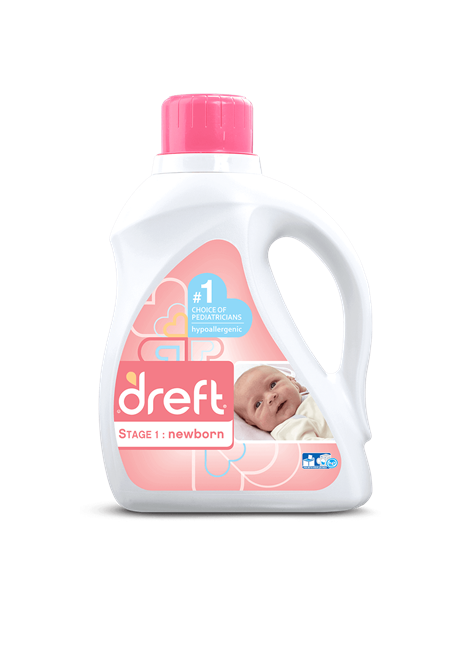 #1
CHOICE OF
PEDIATRICIANS
hypoallergenic
dreft®
STAGE 1 : newborn